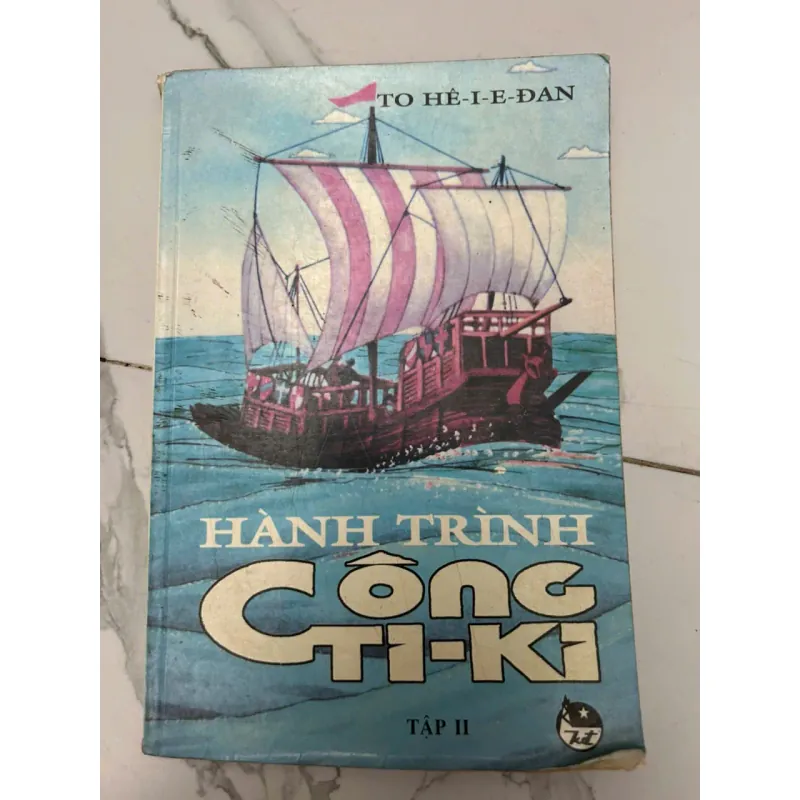 TO HÊ-I-E-ĐAN
HÀNH TRÌNH
CÔNG
TI-KI
TẬP II